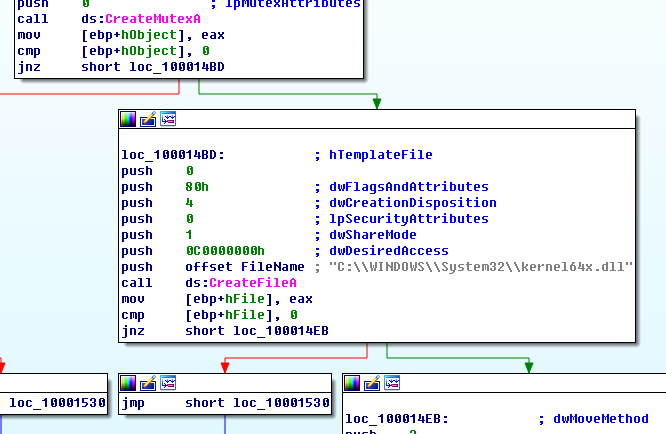 push 0 ; lpMutexAttributes
call ds:CreateMutexA
mov [ebp+hObject], eax
cmp [ebp+hObject], 0
jnz short loc_100014BD
loc_100014BD: ; hTemplateFile
push 0
push 80h ; dwFlagsAndAttributes
push 4 ; dwCreationDisposition
push 0 ; lpSecurityAttributes
push 1 ; dwShareMode
push 0C0000000h ; dwDesiredAccess
push offset FileName ; "C:\\WINDOWS\\System32\\kernel64x.dll"
call ds:CreateFileA
mov [ebp+hFile], eax
cmp [ebp+hFile], 0
jnz short loc_100014EB
loc_10001530
jmp short loc_10001530
loc_100014EB: ; dwMoveMethod
push 2